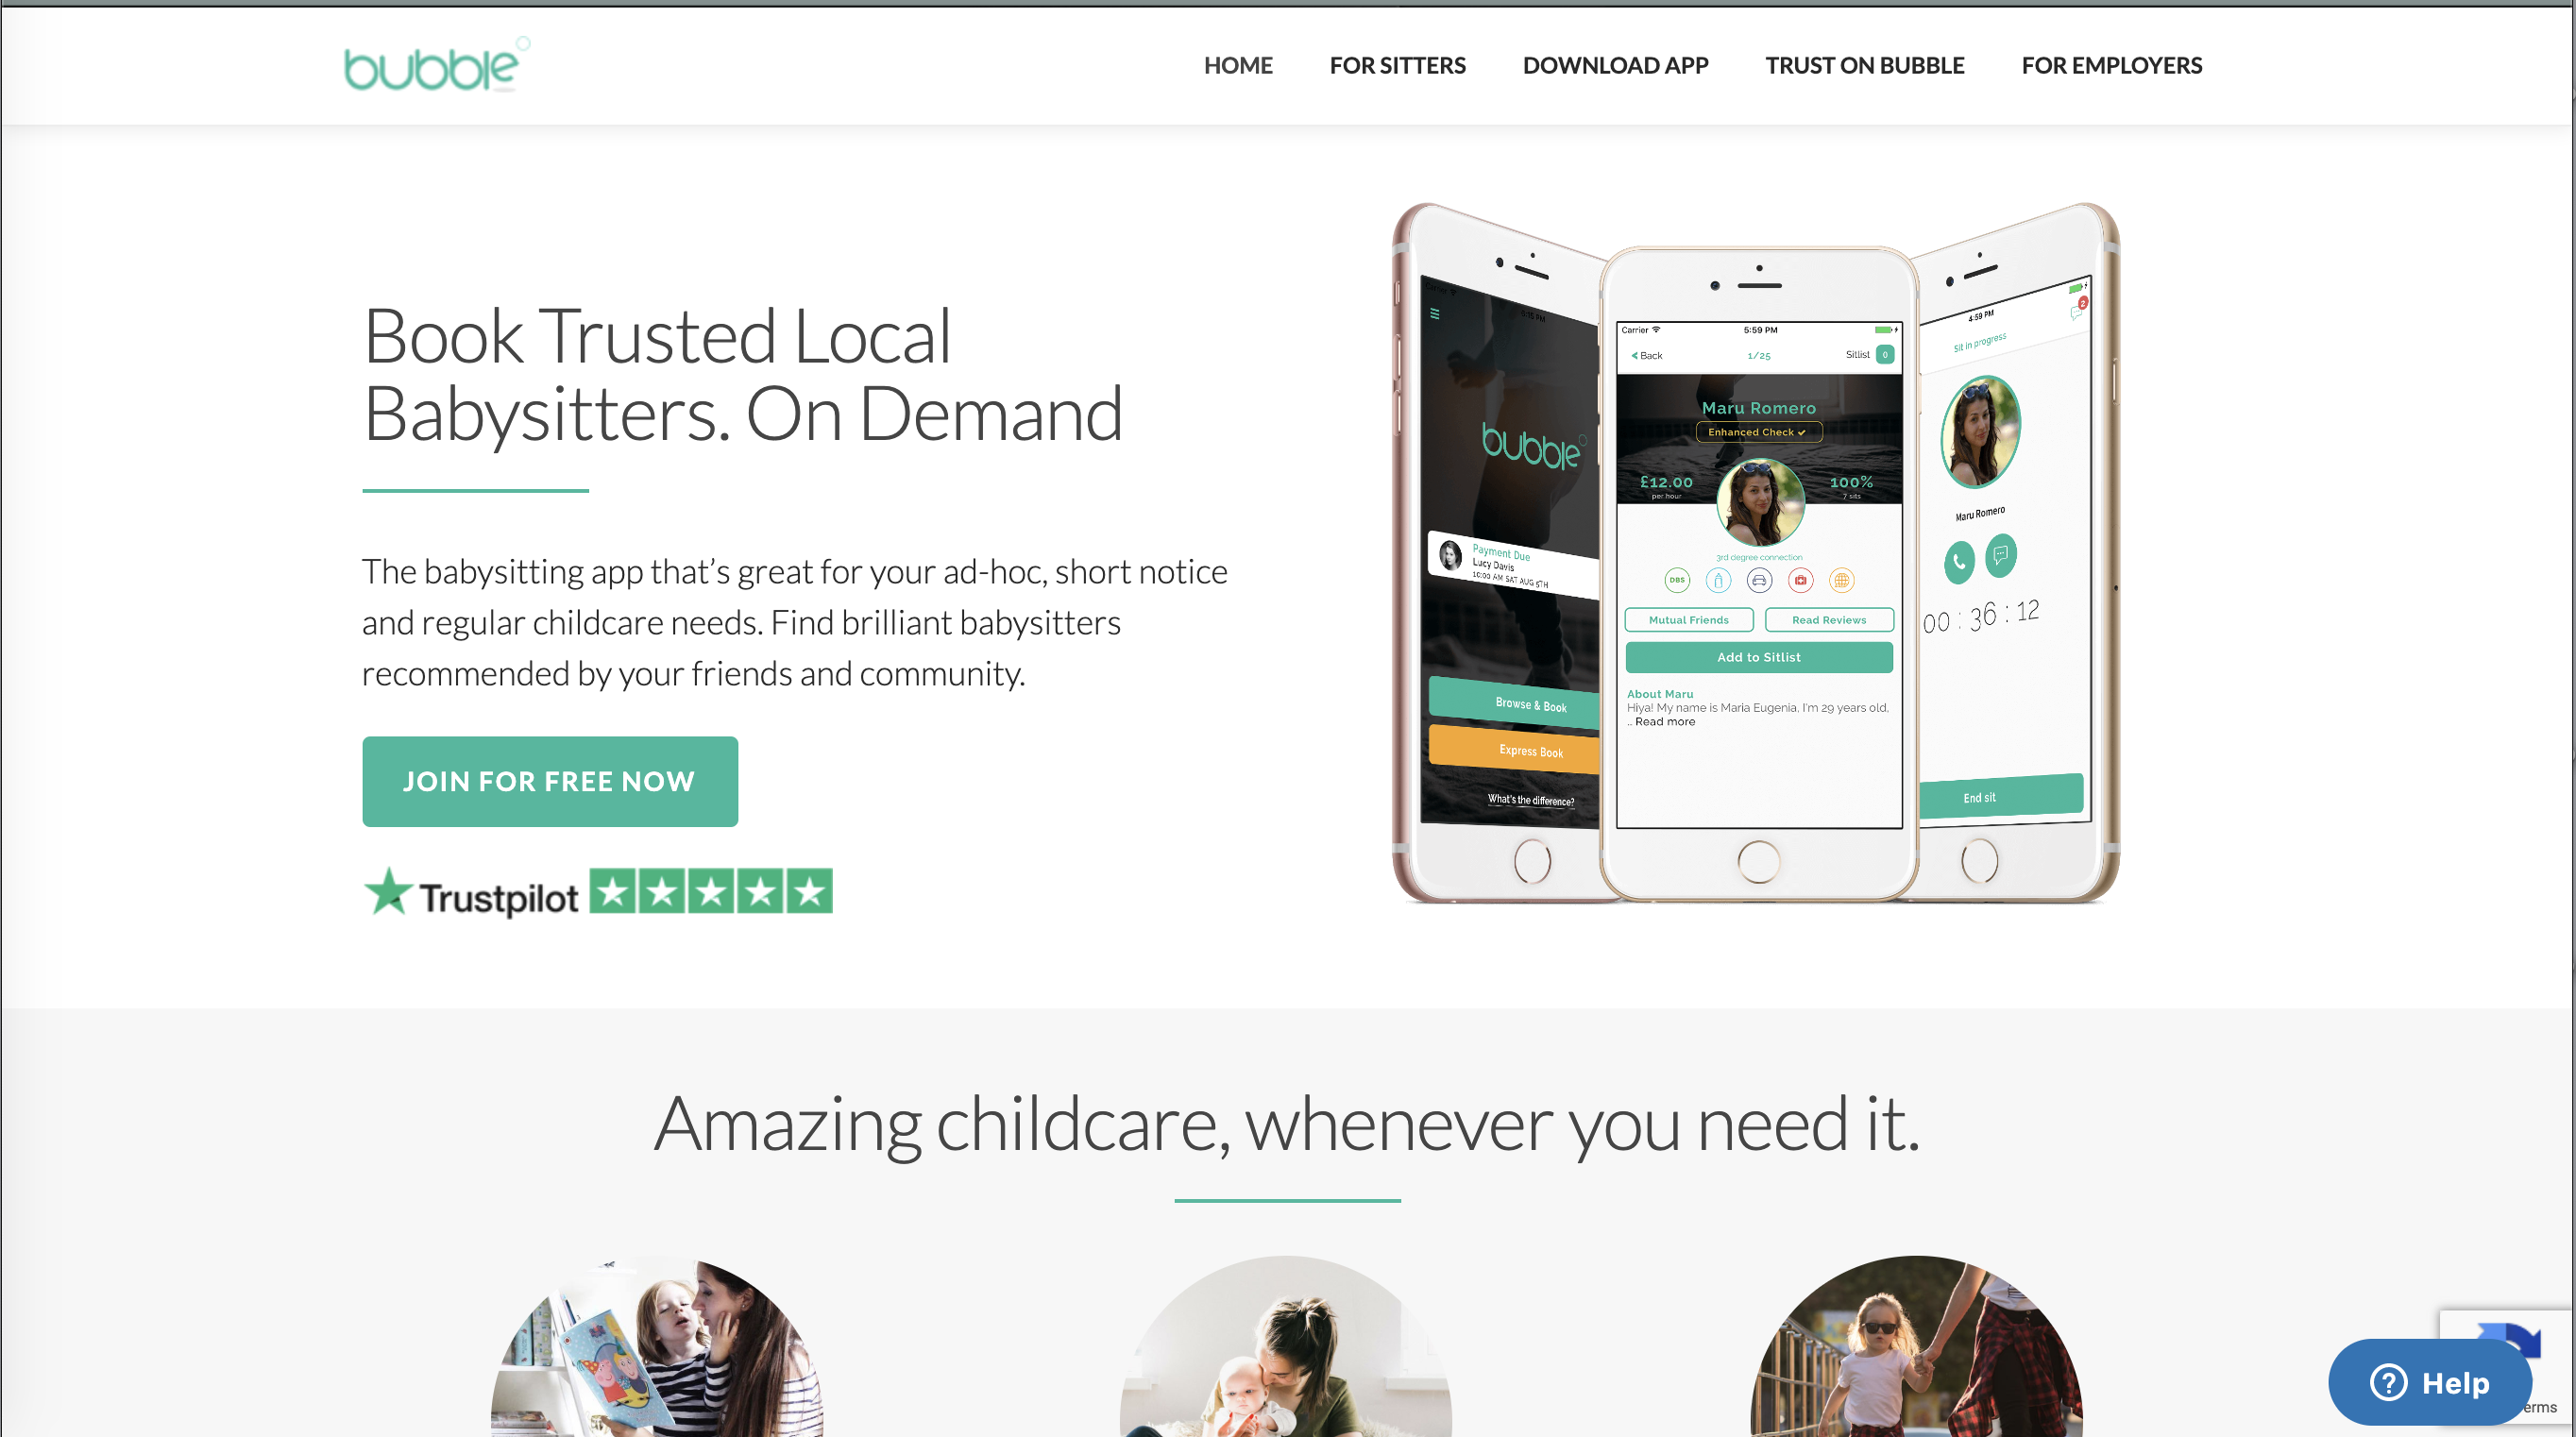 bubble
HOME
FOR SITTERS
DOWNLOAD APP
TRUST ON BUBBLE
FOR EMPLOYERS
Book Trusted Local
Babysitters. On Demand
The babysitting app that’s great for your ad-hoc, short notice
and regular childcare needs. Find brilliant babysitters
recommended by your friends and community.
JOIN FOR FREE NOW
Trustpilot
bubble
Payment Due
Lucy Davis
10:00 AM SAT AUG 5TH
Browse & Book
Express Book
What's the difference?
Carrier
5:59 PM
Back
1/25
Sitlist 0
Maru Romero
Enhanced Check
£12.00
per hour
100%
7 sits
3rd degree connection
DBS
Mutual Friends
Read Reviews
Add to Sitlist
About Maru
Hiya! My name is Maria Eugenia. I'm 29 years old,
.. Read more
4:59 PM
2
Sit in progress
Maru Romero
00 : 36 : 12
End sit
Amazing childcare, whenever you need it.
Help